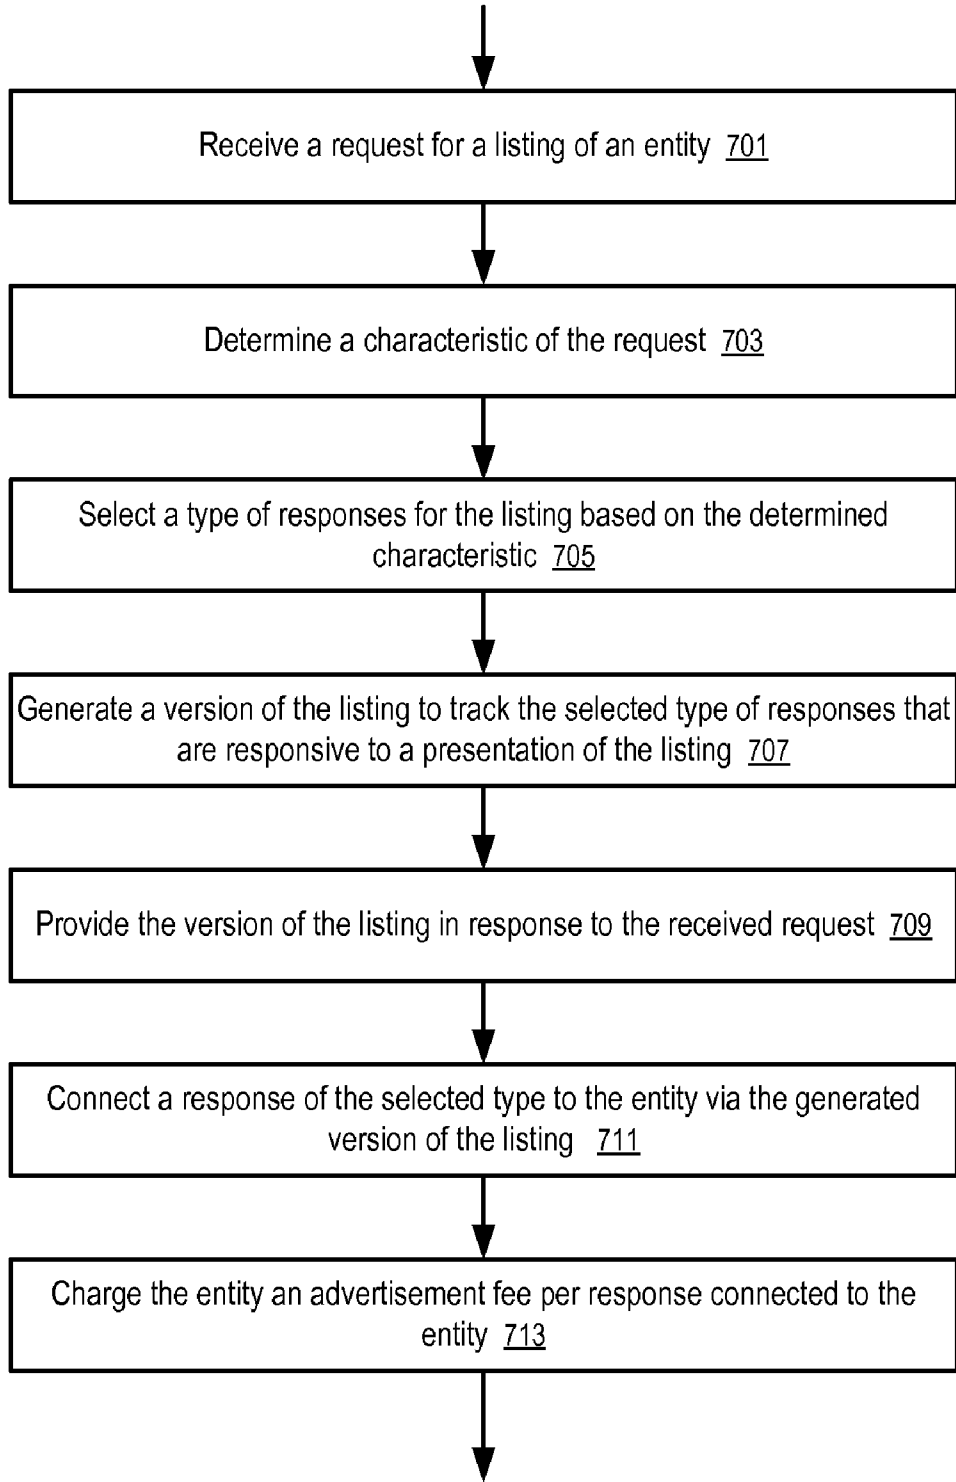 Receive a request for a listing of an entity 701
Determine a characteristic of the request 703
Select a type of responses for the listing based on the determined
characteristic 705
Generate a version of the listing to track the selected type of responses that
are responsive to a presentation of the listing 707
Provide the version of the listing in response to the received request 709
Connect a response of the selected type to the entity via the generated
version of the listing 711
Charge the entity an advertisement fee per response connected to the
entity 713